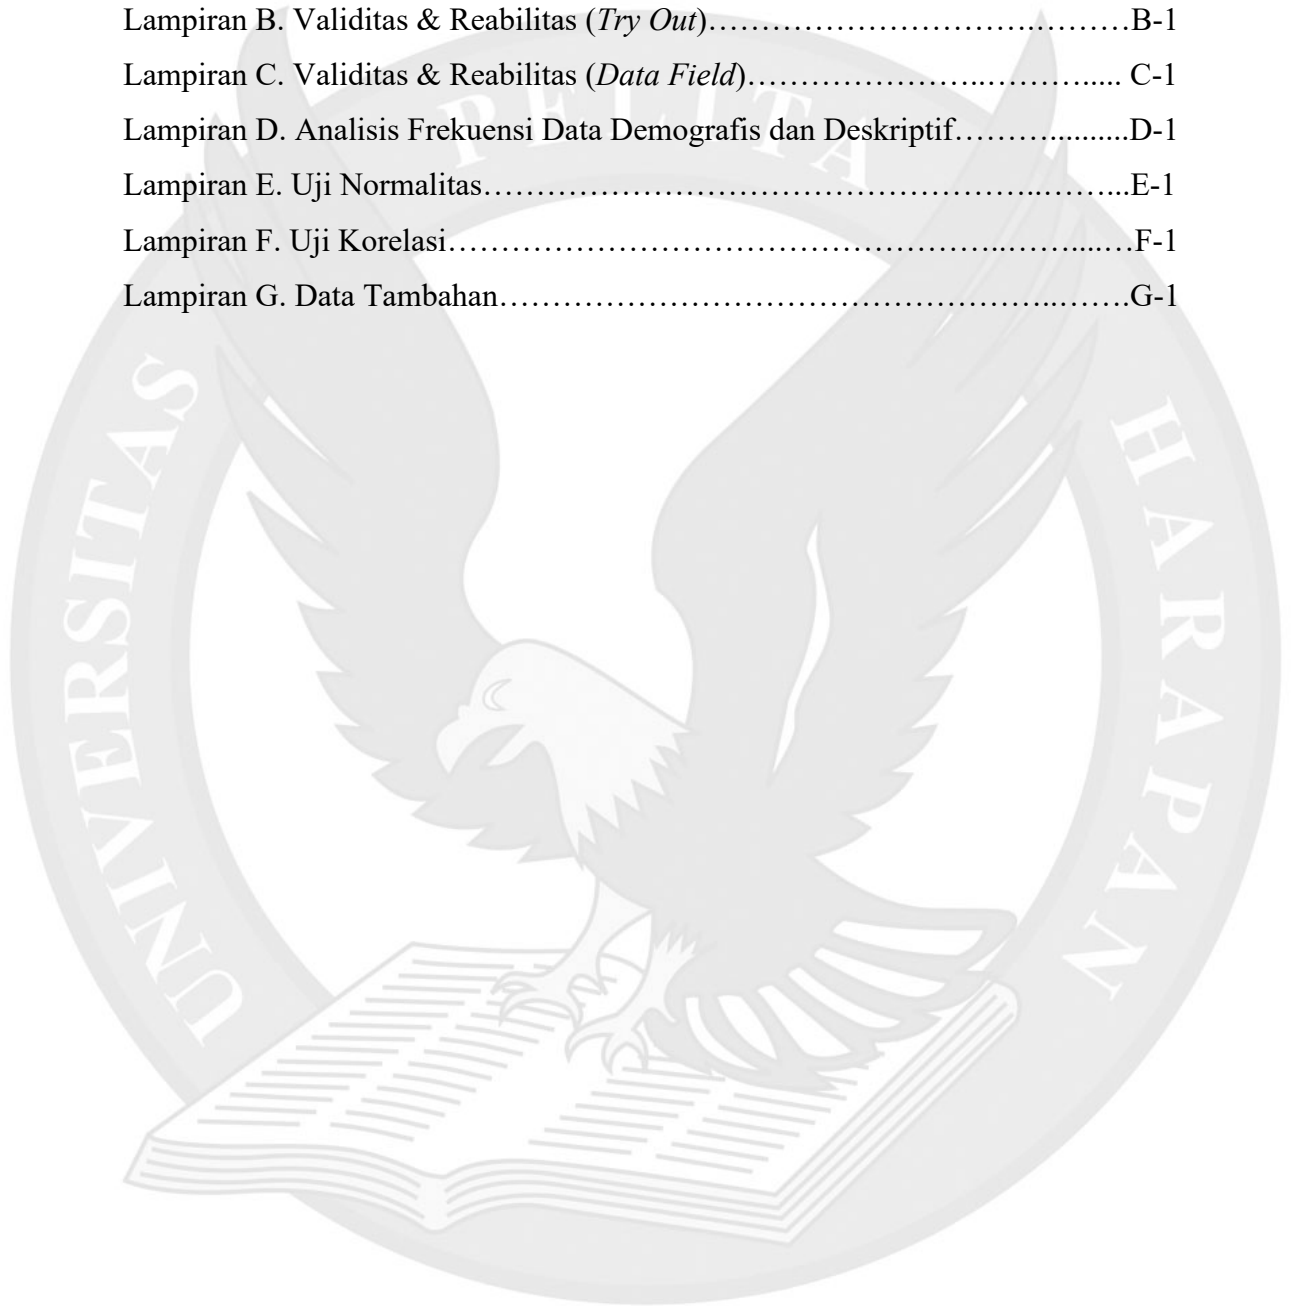 Lampiran B. Validitas & Reabilitas (Try Out)……………………………….………B-1
Lampiran C. Validitas & Reabilitas (Data Field)…………………….………..... C-1
Lampiran D. Analisis Frekuensi Data Demografis dan Deskriptif………..........D-1
Lampiran E. Uji Normalitas………………………………………………..……...E-1
Lampiran F. Uji Korelasi…………………………………………………..……...….F-1
Lampiran G. Data Tambahan…………………………………………………..…….G-1
UNIVERSITAS PELITA HARAPAN